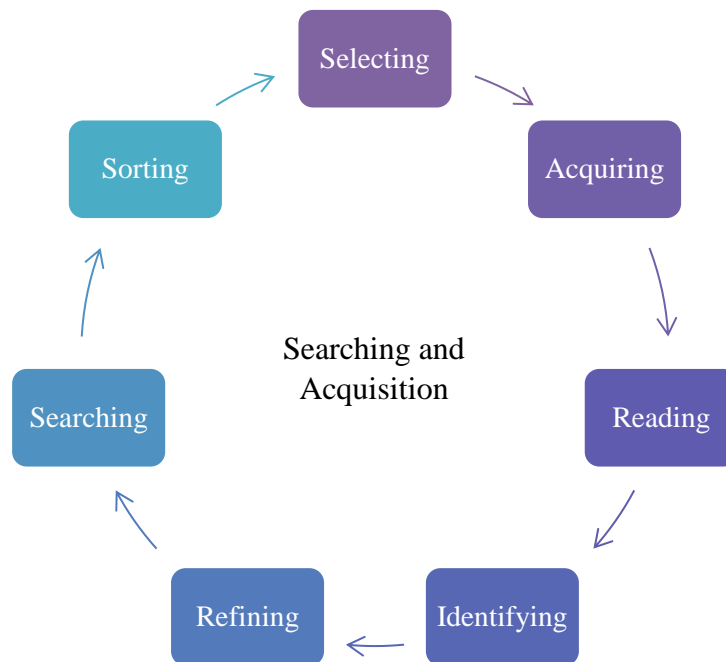 Selecting
Acquiring
Sorting
Searching and
Acquisition
Searching
Reading
Refining
Identifying